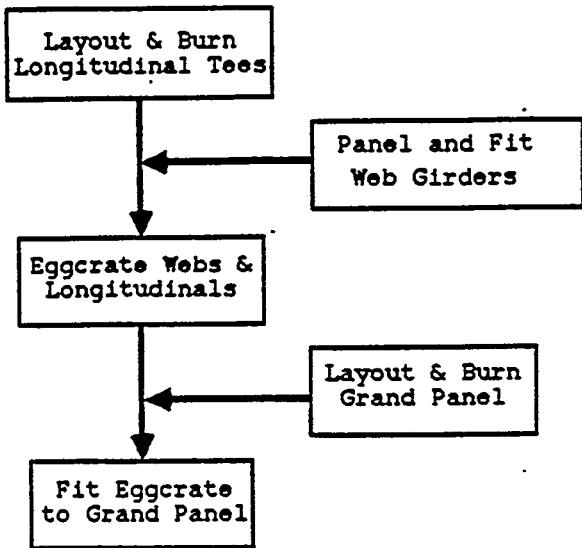 Layout & Burn
Longitudinal Tees
Panel and Fit
Web Girders
Eggcrate Webs &
Longitudinals
Layout & Burn
Grand Panel
Fit Eggcrate
to Grand Panel